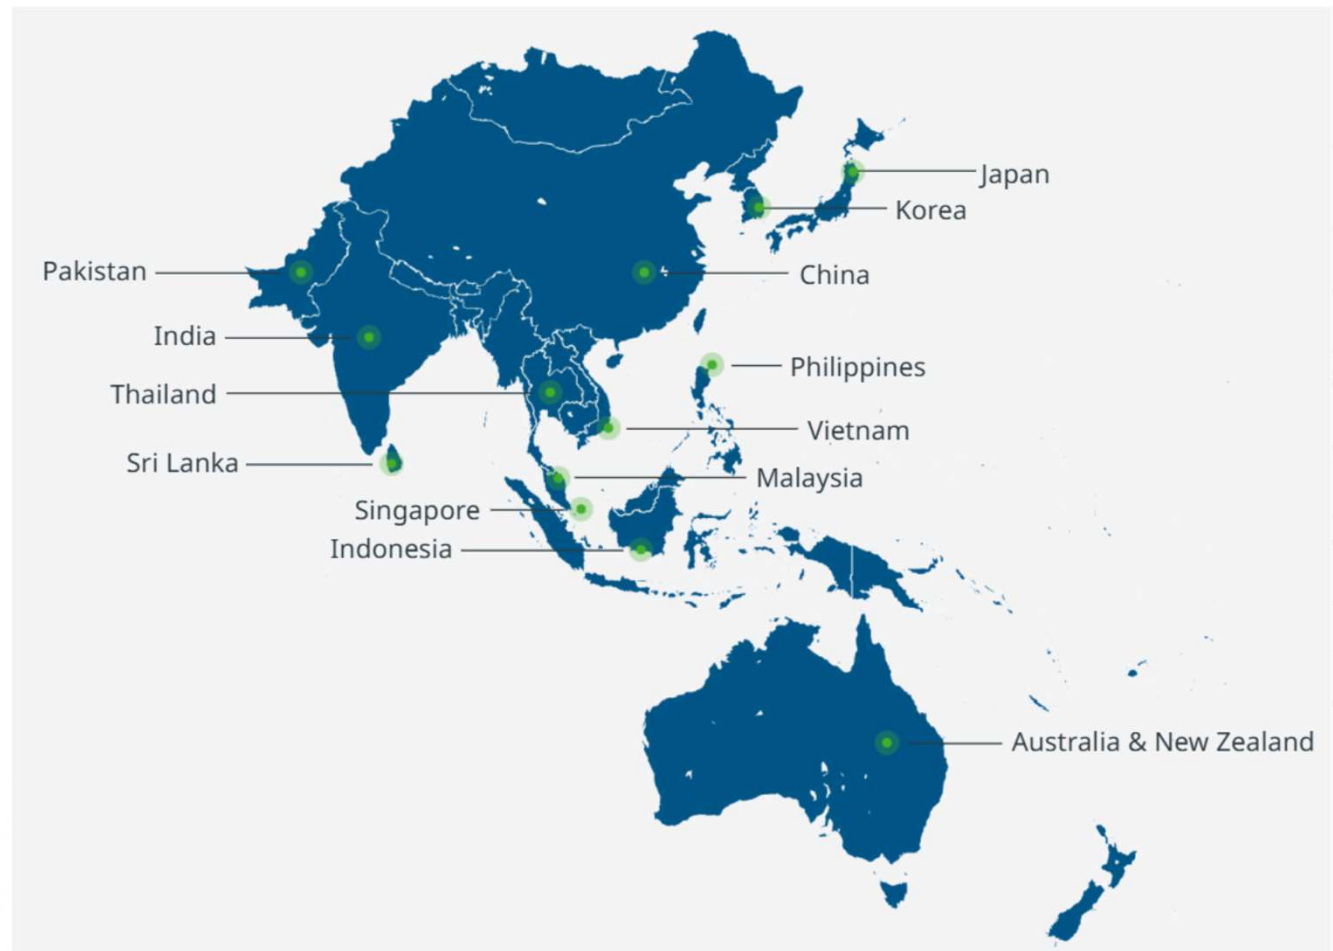 Japan
Korea
Pakistan
China
India
Philippines
Thailand
Vietnam
Sri Lanka
Malaysia
Singapore
Indonesia
Australia & New Zealand